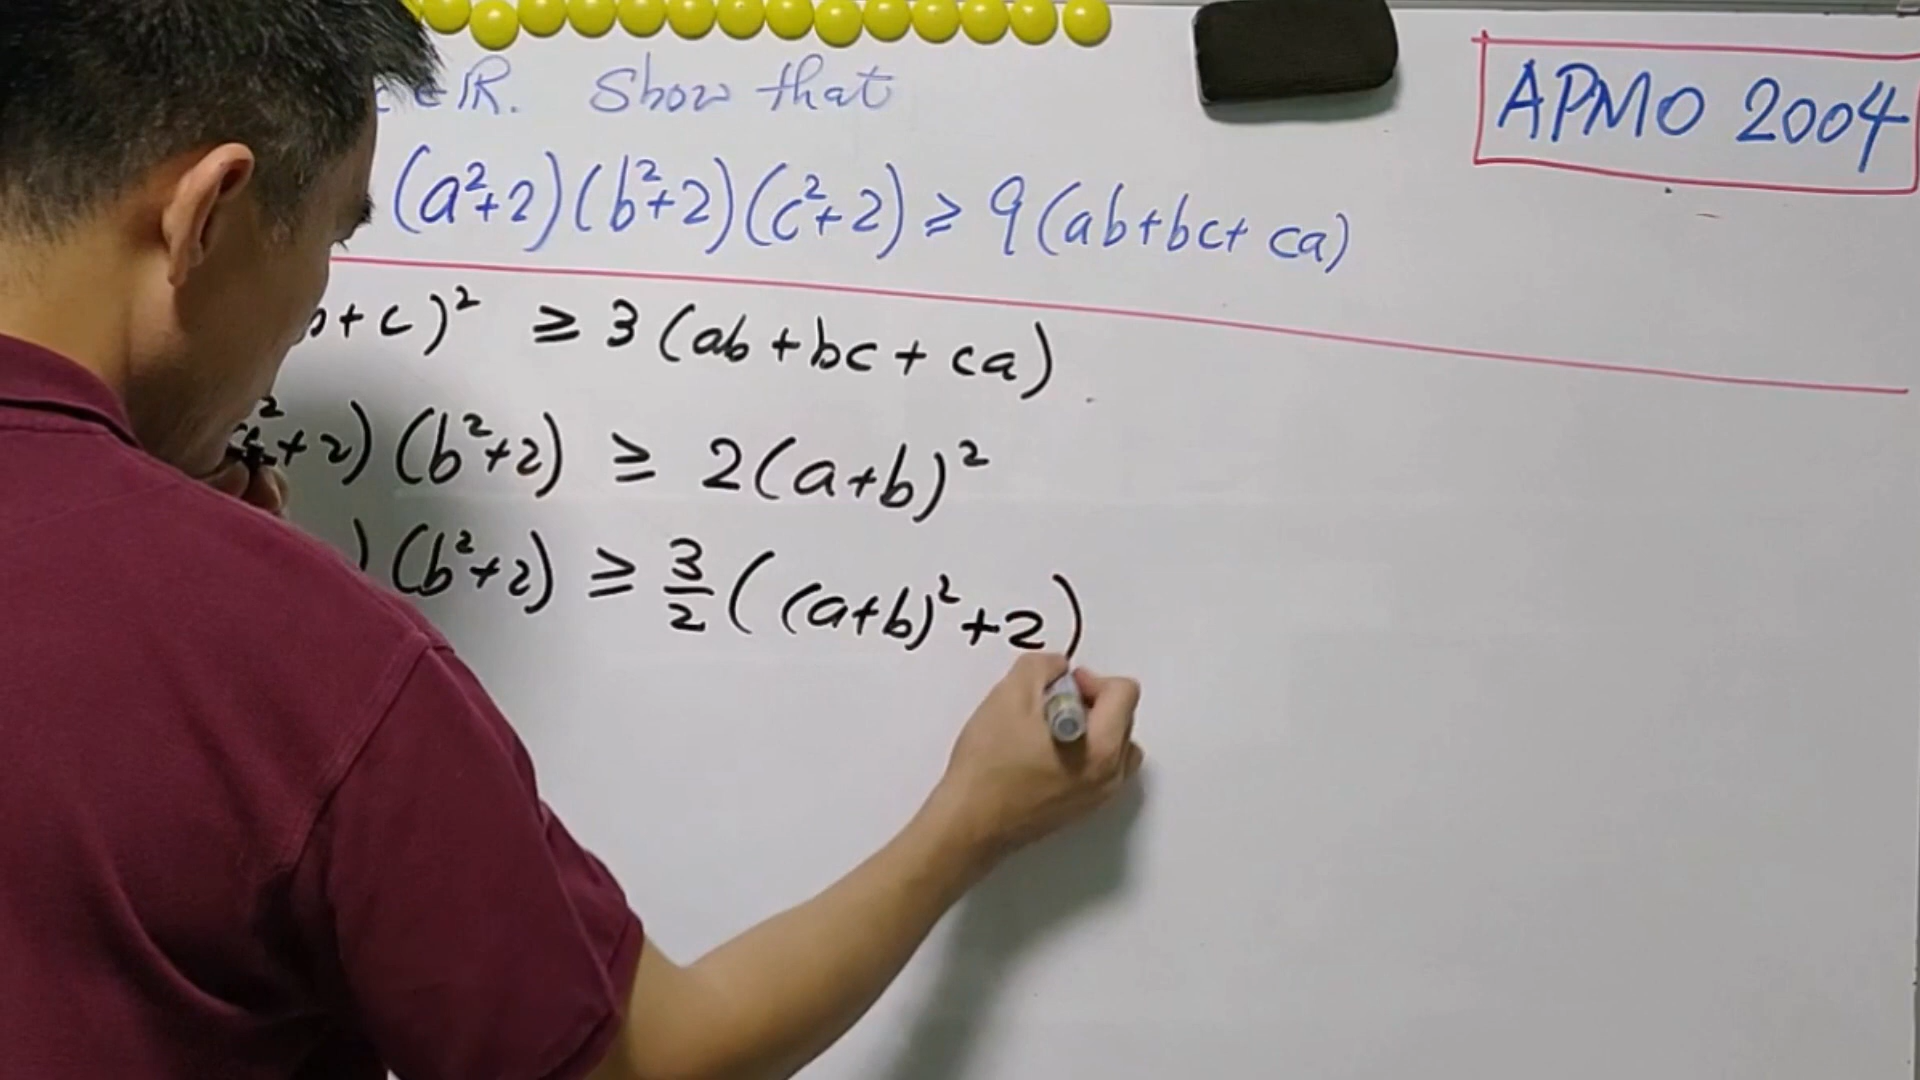 ∈ ℝ. Show that
APMO 2004
(a²+2)(b²+2)(c²+2) ≥ 9(ab+bc+ca)
+c)² ≥ 3(ab+bc+ca)
+2)(b²+2) ≥ 2(a+b)²
)(b²+2) ≥ 3/2((a+b)²+2)